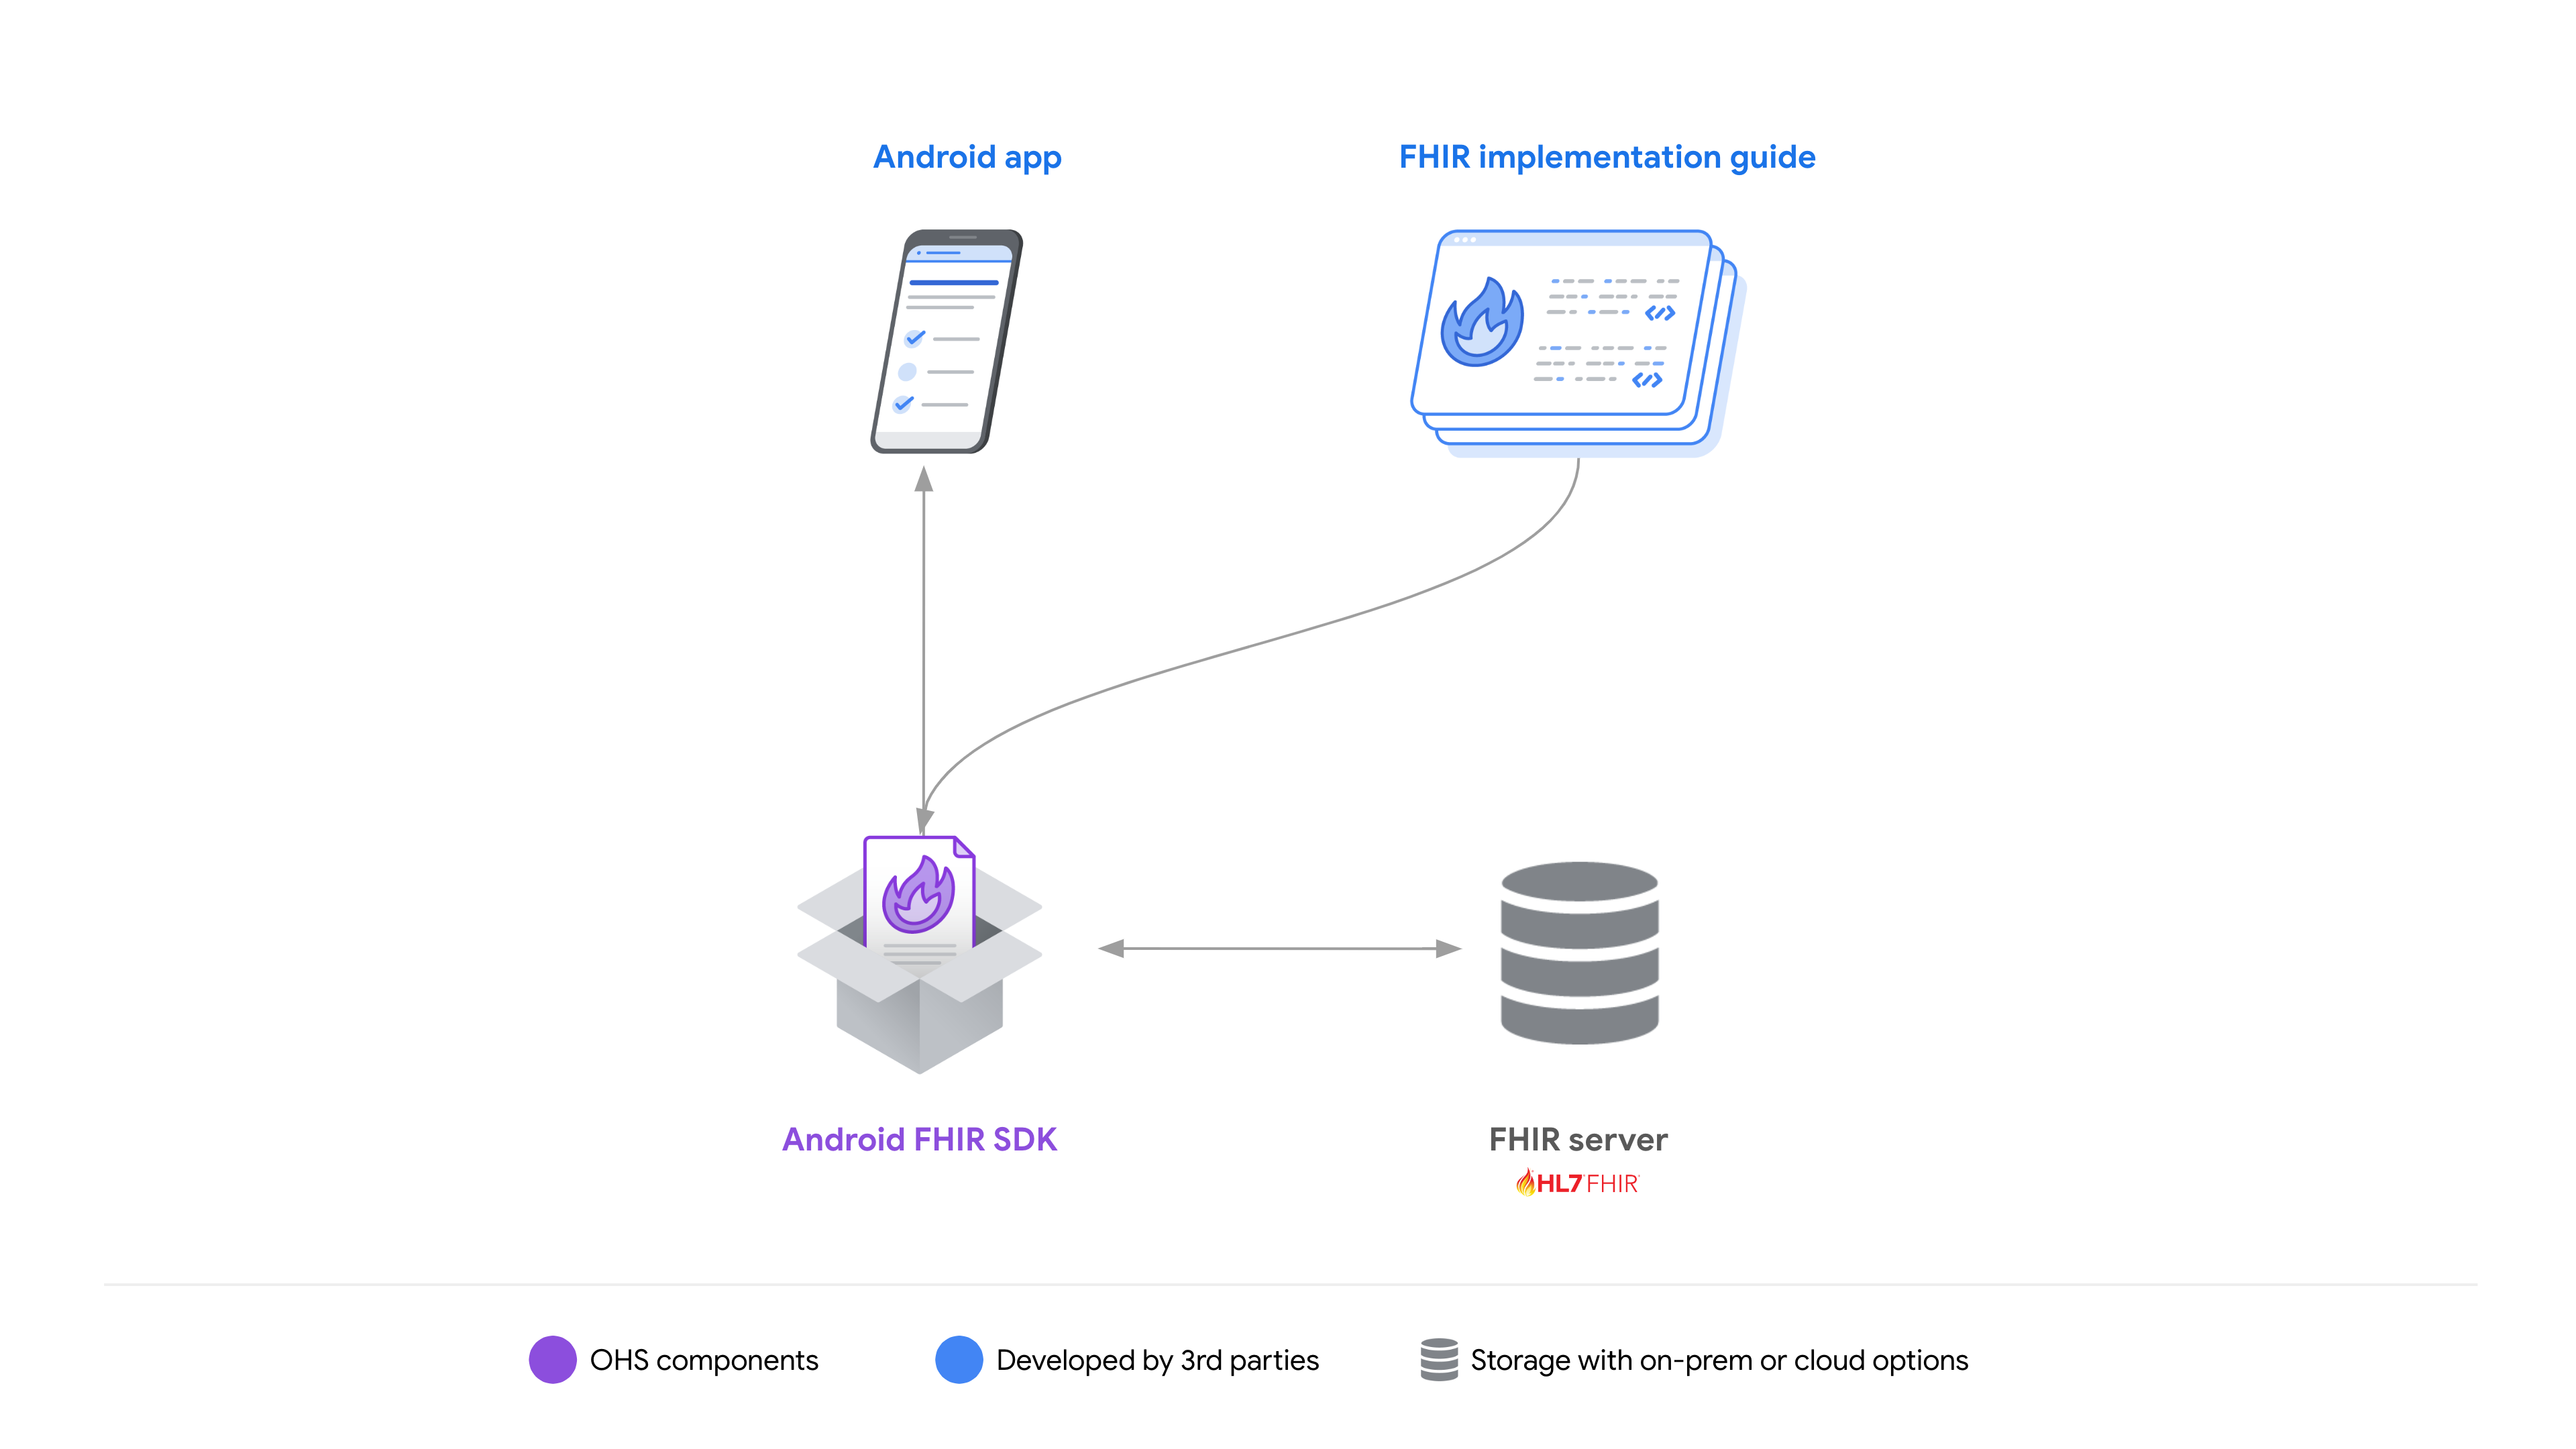 Android app
FHIR implementation guide
Android FHIR SDK
FHIR server
HL7 FHIR
OHS components
Developed by 3rd parties
Storage with on-prem or cloud options